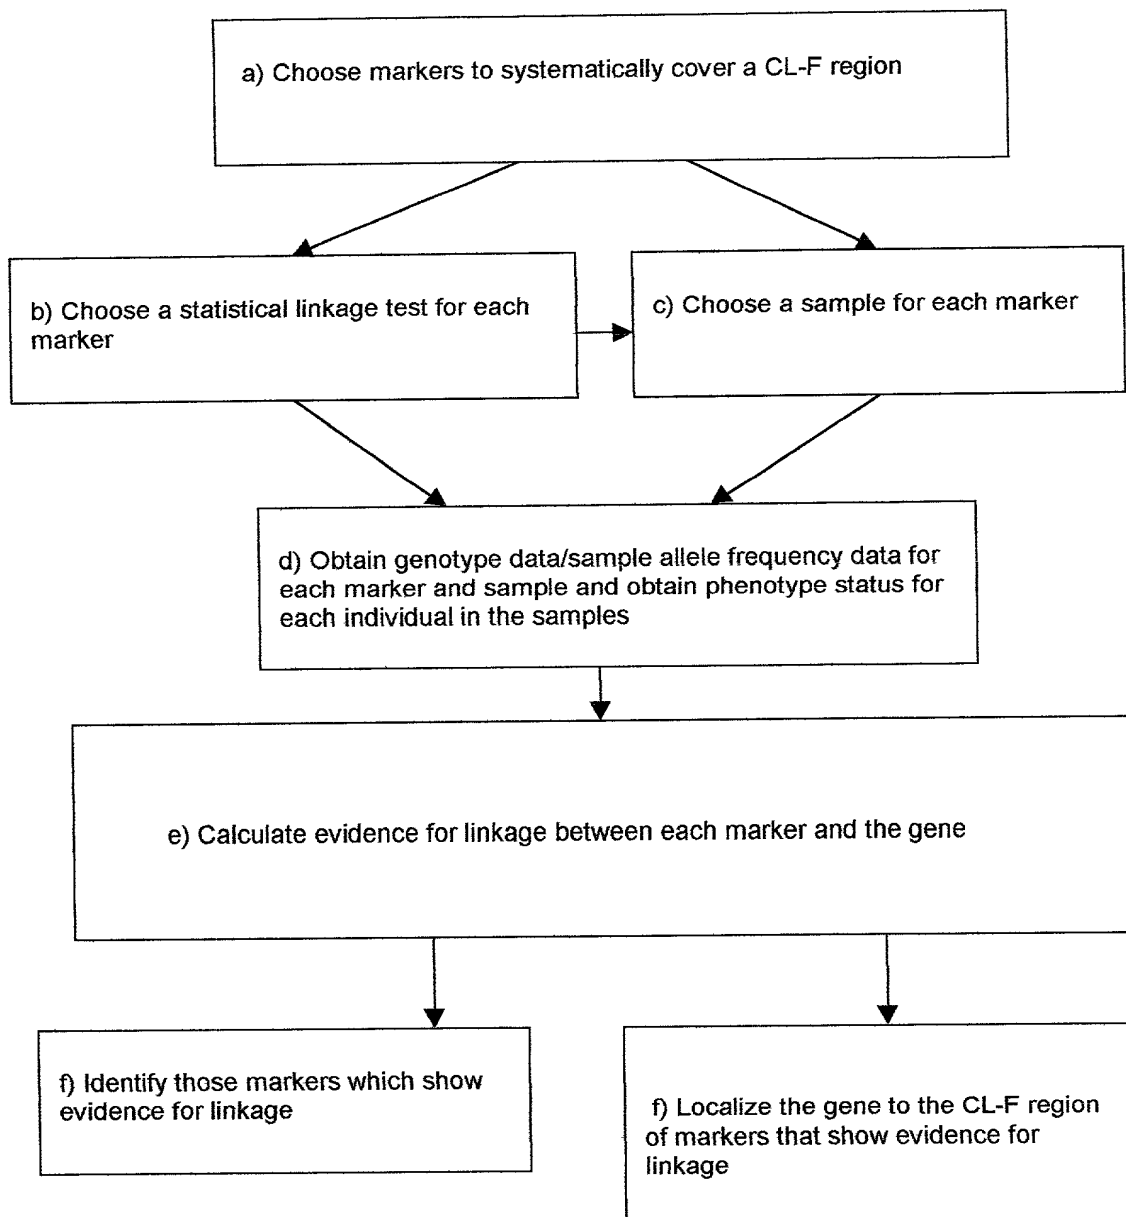 a) Choose markers to systematically cover a CL-F region
b) Choose a statistical linkage test for each
marker
c) Choose a sample for each marker
d) Obtain genotype data/sample allele frequency data for
each marker and sample and obtain phenotype status for
each individual in the samples
e) Calculate evidence for linkage between each marker and the gene
f) Identify those markers which show
evidence for linkage
f) Localize the gene to the CL-F region
of markers that show evidence for
linkage